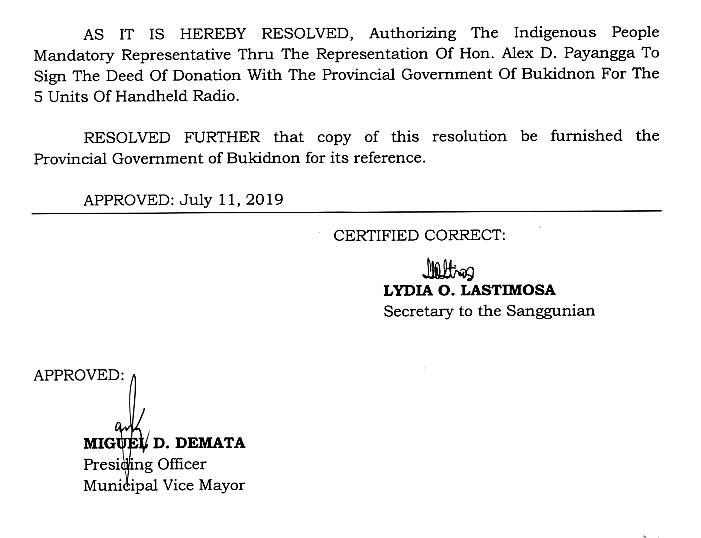 AS IT IS HEREBY RESOLVED, Authorizing The Indigenous People
Mandatory Representative Thru The Representation Of Hon. Alex D. Payangga To
Sign The Deed Of Donation With The Provincial Government Of Bukidnon For The
5 Units Of Handheld Radio.
RESOLVED FURTHER that copy of this resolution be furnished the
Provincial Government of Bukidnon for its reference.
APPROVED: July 11, 2019
CERTIFIED CORRECT:
LYDIA O. LASTIMOSA
Secretary to the Sanggunian
APPROVED:
MIGUEL D. DEMATA
Presiding Officer
Municipal Vice Mayor